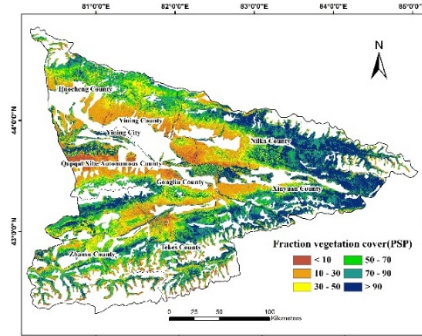 81°0'0"E 82°0'0"E 83°0'0"E 84°0'0"E 85°0'0"E
N
Huocheng County
44°0'0"N
Yining County
Yining City
Nilka County
Qapqal Xibe Autonomous County
Gongliu County
Xinyuan County
43°0'0"N
Tekes County
Zhaosu County
Fraction vegetation cover(PSP)
< 10 50 - 70
10 - 30 70 - 90
30 - 50 > 90
0 50 100
Kilometers